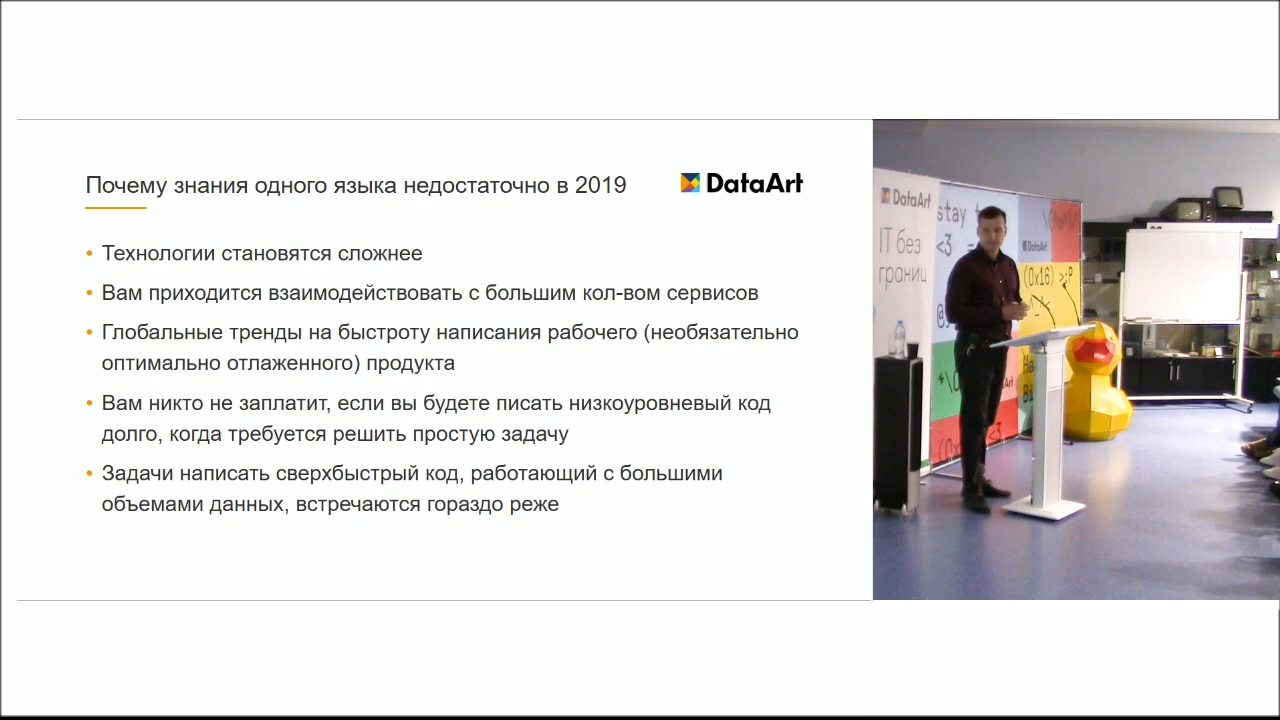 Почему знания одного языка недостаточно в 2019
DataArt
• Технологии становятся сложнее
• Вам приходится взаимодействовать с большим кол-вом сервисов
• Глобальные тренды на быстроту написания рабочего (необязательно
оптимально отлаженного) продукта
• Вам никто не заплатит, если вы будете писать низкоуровневый код
долго, когда требуется решить простую задачу
• Задачи написать сверхбыстрый код, работающий с большими
объемами данных, встречаются гораздо реже
DataArt
IT без
границ
stay
<3
DataArt
(0x16) >:P